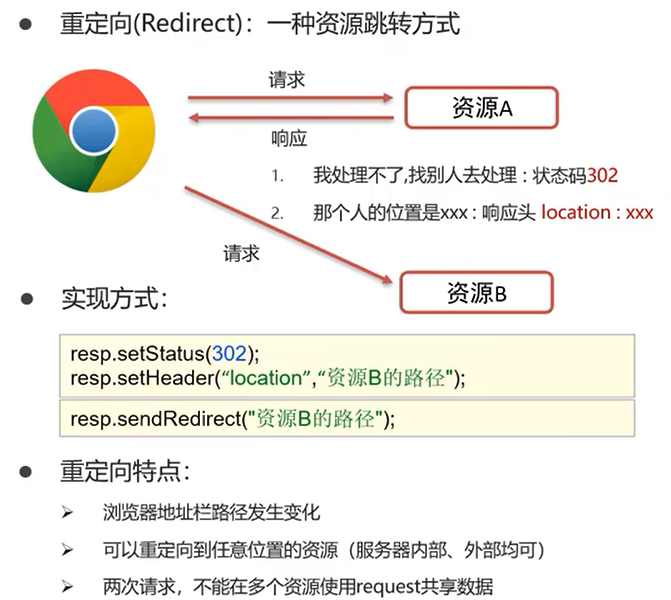 重定向(Redirect)：一种资源跳转方式
请求
资源A
响应
1. 我处理不了,找别人去处理：状态码302
2. 那个人的位置是xxx：响应头 location：xxx
请求
资源B
实现方式：
resp.setStatus(302);
resp.setHeader(“location”,“资源B的路径");
resp.sendRedirect("资源B的路径");
重定向特点：
浏览器地址栏路径发生变化
可以重定向到任意位置的资源（服务器内部、外部均可）
两次请求，不能在多个资源使用request共享数据